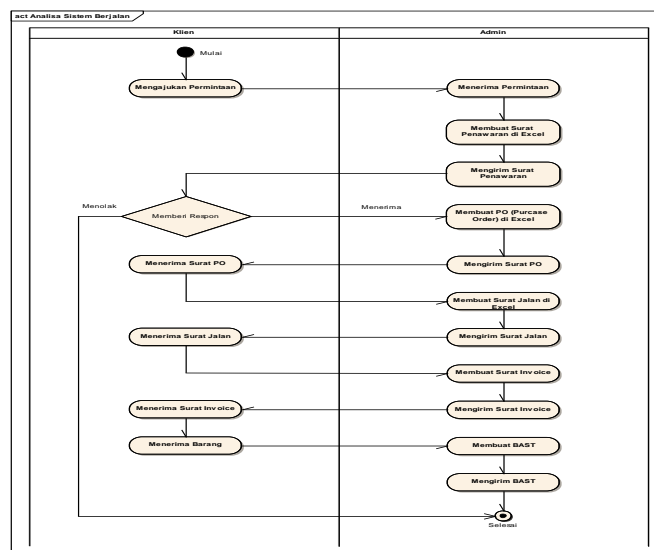 act Analisa Sistem Berjalan
Klien
Admin
Mulai
Mengajukan Permintaan
Menerima Permintaan
Membuat Surat
Penawaran di Excel
Mengirim Surat
Penawaran
Menolak
Memberi Respon
Menerima
Membuat PO (Purcase
Order) di Excel
Menerima Surat PO
Mengirim Surat PO
Membuat Surat Jalan di
Excel
Menerima Surat Jalan
Mengirim Surat Jalan
Membuat Surat Invoice
Menerima Surat Invoice
Mengirim Surat Invoice
Menerima Barang
Membuat BAST
Mengirim BAST
Selesai